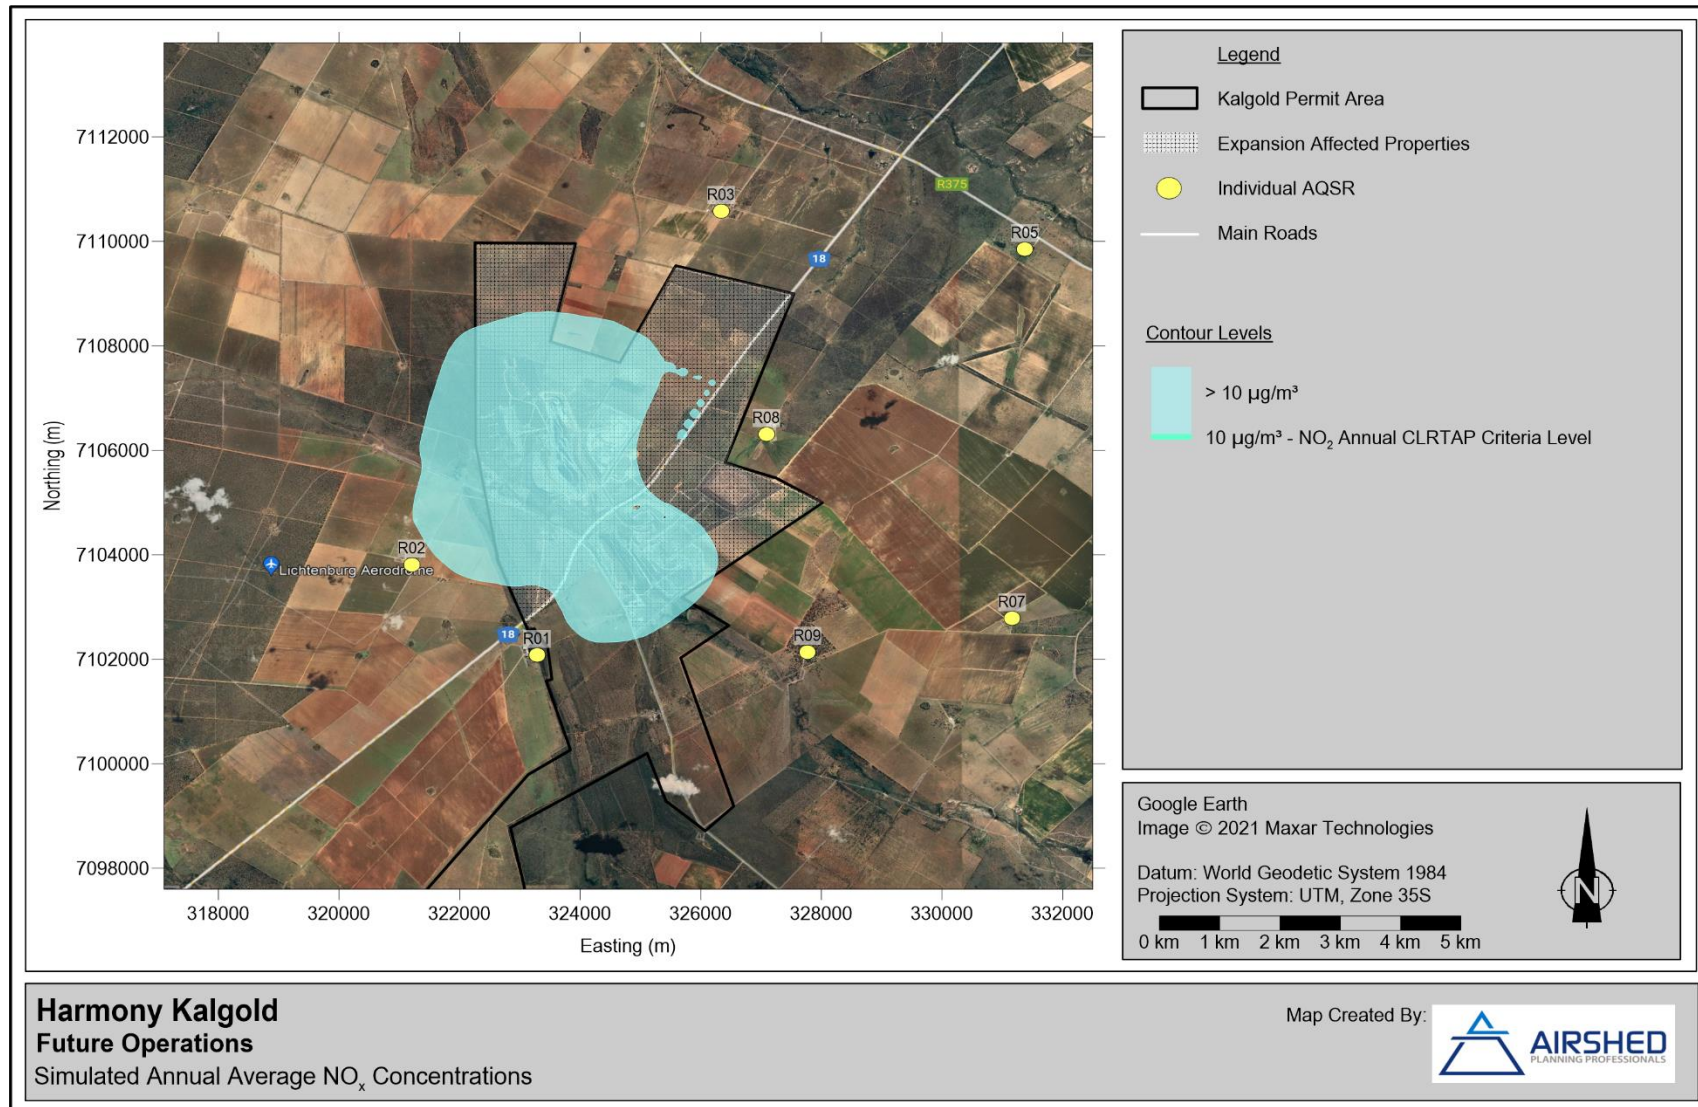 7112000
7110000
7108000
7106000
7104000
7102000
7100000
7098000
Northing (m)
318000 320000 322000 324000 326000 328000 330000 332000
Easting (m)
R03
R375
R05
18
R08
R02
Lichtenburg Aerodrome
R07
18
R01
R09
Legend
Kalgold Permit Area
Expansion Affected Properties
Individual AQSR
Main Roads
Contour Levels
> 10 µg/m³
10 µg/m³ - NO₂ Annual CLRTAP Criteria Level
Google Earth
Image © 2021 Maxar Technologies
Datum: World Geodetic System 1984
Projection System: UTM, Zone 35S
N
0 km 1 km 2 km 3 km 4 km 5 km
Harmony Kalgold
Future Operations
Simulated Annual Average NOₓ Concentrations
Map Created By:
AIRSHED
PLANNING PROFESSIONALS